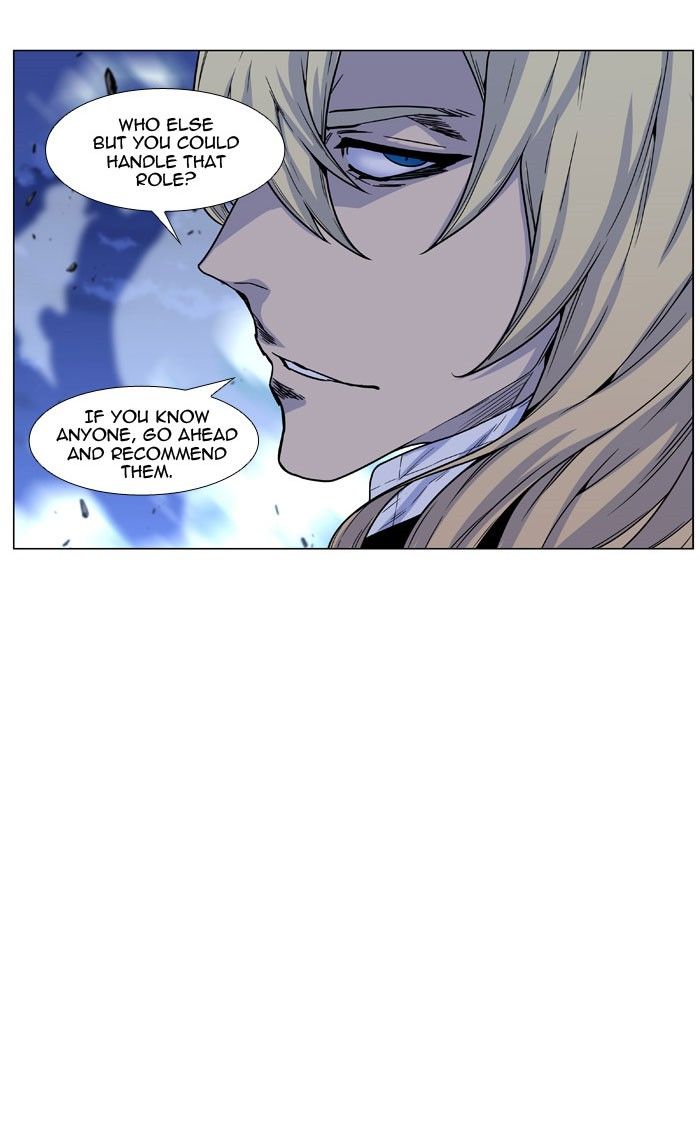 WHO ELSE
BUT YOU COULD
HANDLE THAT
ROLE?
IF YOU KNOW
ANYONE, GO AHEAD
AND RECOMMEND
THEM.